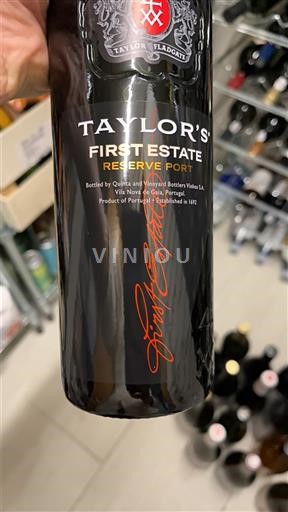 TAYLOR FLADGATE
TAYLOR'S
FIRST ESTATE
RESERVE PORT
Bottled by Quinta and Vineyard Bottlers Vinhos S.A.
Vila Nova de Gaia, Portugal.
Product of Portugal • Established in 1692
VINIOU
First Estate